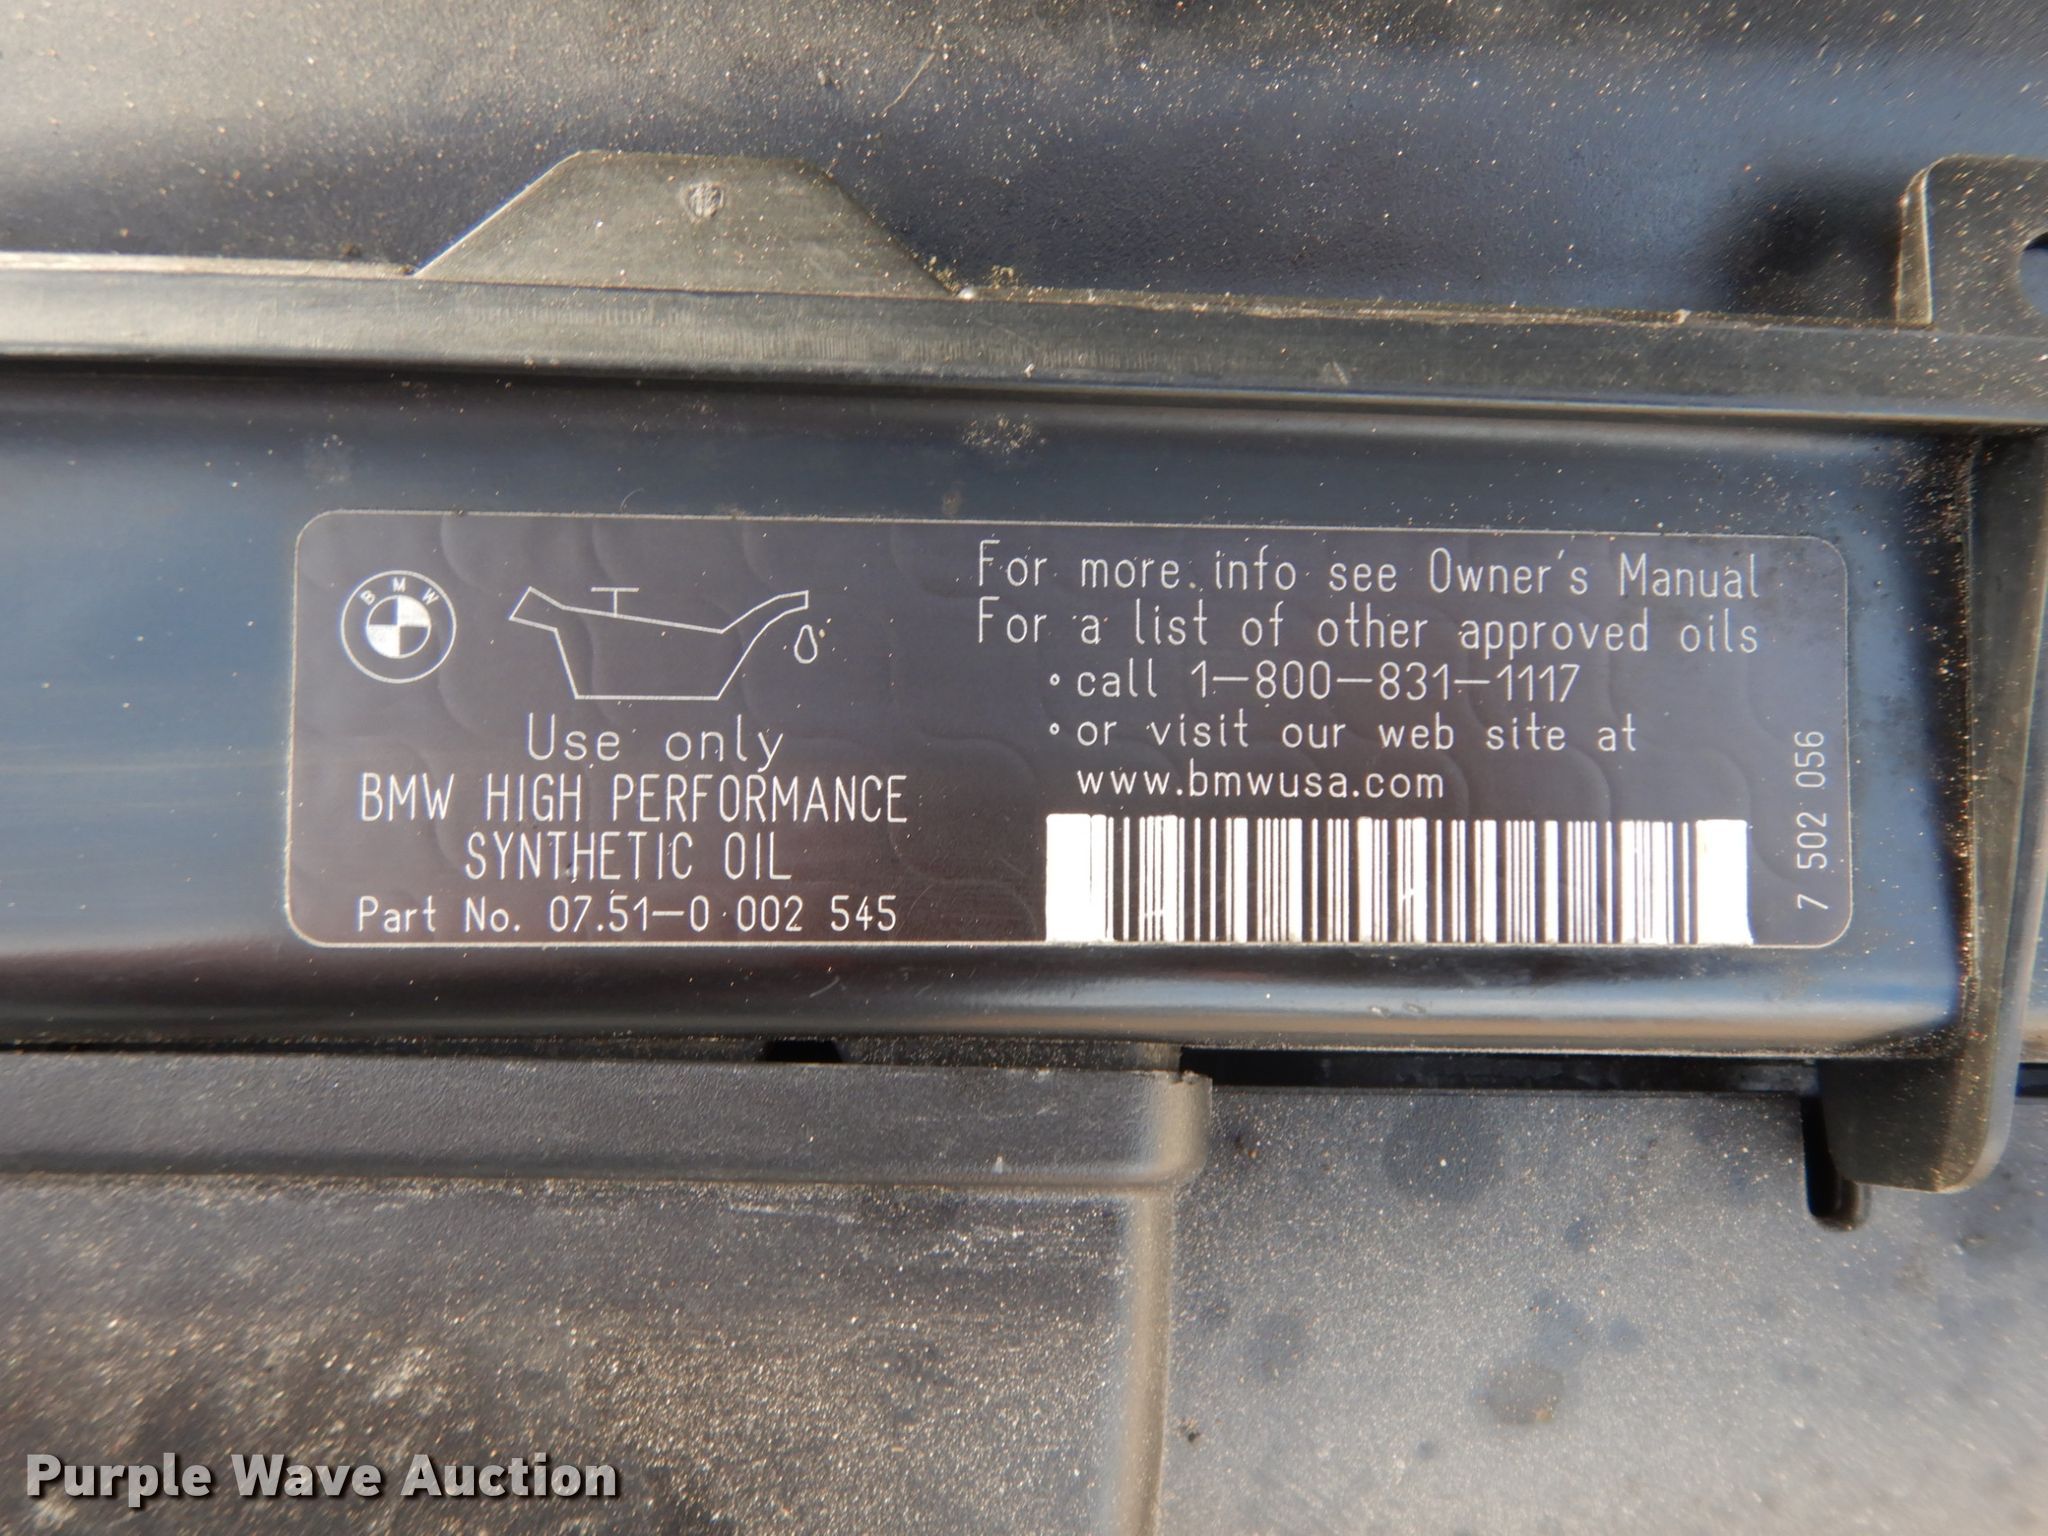 B M W
Use only
BMW HIGH PERFORMANCE
SYNTHETIC OIL
Part No. 07.51-0 002 545
For more info see Owner's Manual
For a list of other approved oils
• call 1-800-831-1117
• or visit our web site at
www.bmwusa.com
7 502 056
Purple Wave Auction